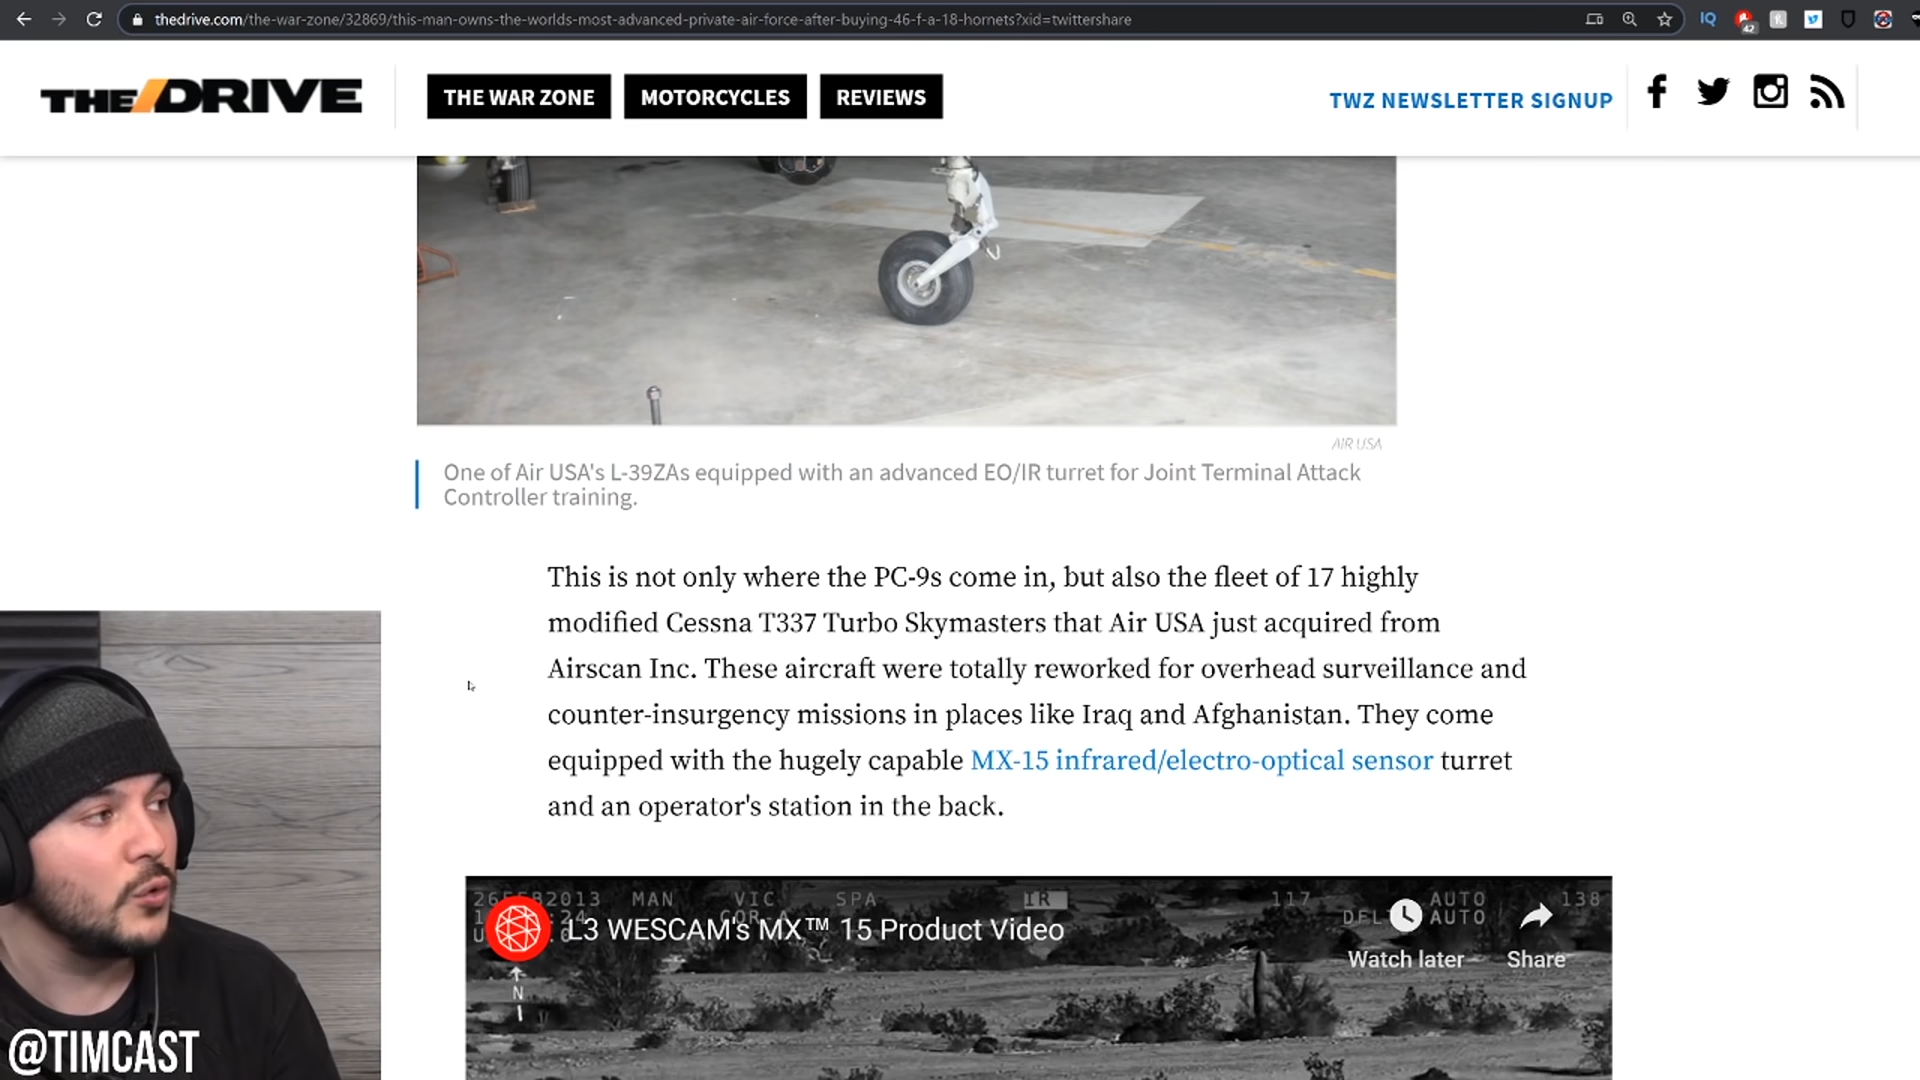 thedrive.com/the-war-zone/32869/this-man-owns-the-worlds-most-advanced-private-air-force-after-buying-46-f-a-18-hornets?xid=twittershare
IQ
42
THE DRIVE
THE WAR ZONE
MOTORCYCLES
REVIEWS
TWZ NEWSLETTER SIGNUP
AIR USA
One of Air USA's L-39ZAs equipped with an advanced EO/IR turret for Joint Terminal Attack
Controller training.
This is not only where the PC-9s come in, but also the fleet of 17 highly
modified Cessna T337 Turbo Skymasters that Air USA just acquired from
Airscan Inc. These aircraft were totally reworked for overhead surveillance and
counter-insurgency missions in places like Iraq and Afghanistan. They come
equipped with the hugely capable MX-15 infrared/electro-optical sensor turret
and an operator's station in the back.
MAN VIC SPA IR 117 AUTO 138
AUTO
L3 WESCAM's MX™ 15 Product Video
Watch later
Share
N
@TIMCAST